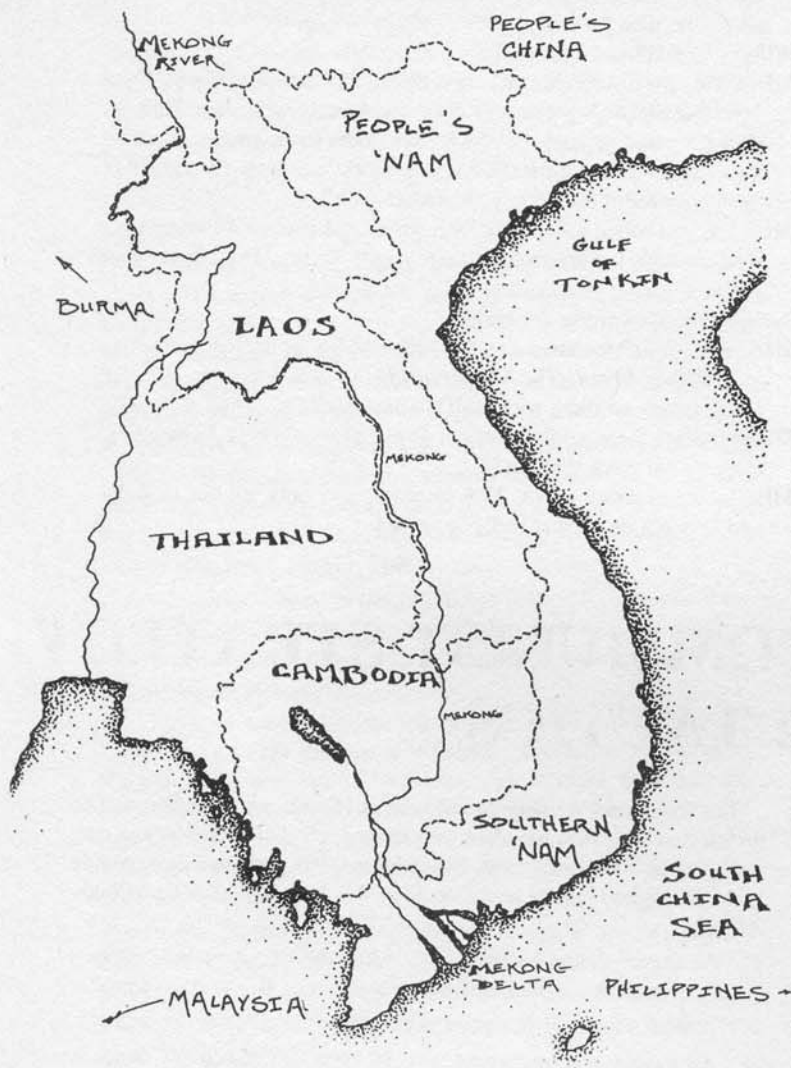 MEKONG
RIVER
PEOPLE'S
CHINA
PEOPLE'S
'NAM
GULF
OF
TONKIN
BURMA
LAOS
MEKONG
THAILAND
CAMBODIA
MEKONG
SOUTHERN
'NAM
SOUTH
CHINA
SEA
MEKONG
DELTA
PHILIPPINES
MALAYSIA